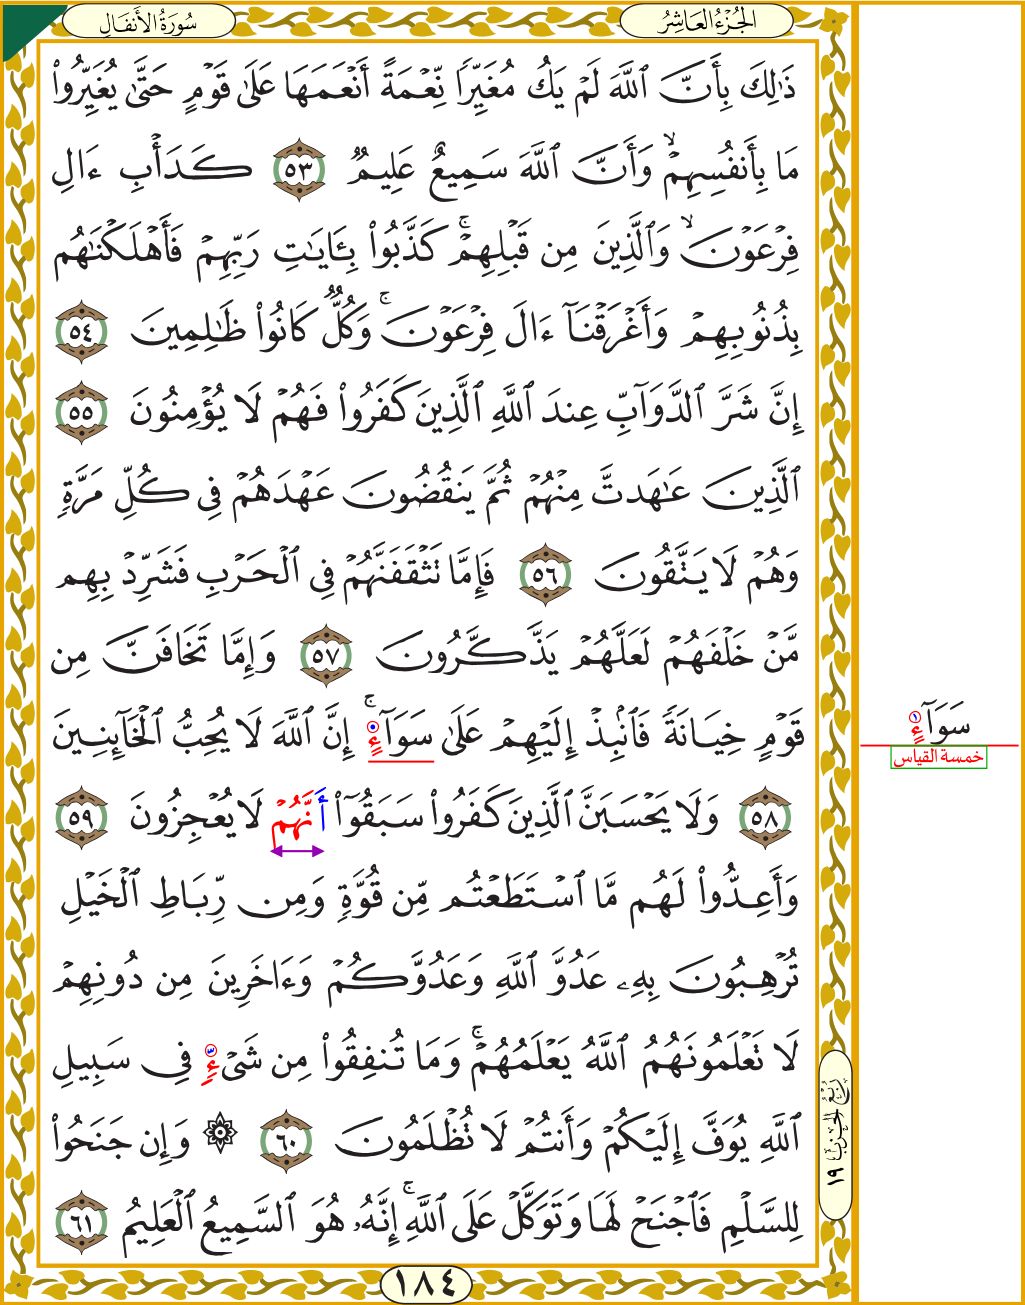 سُورَةُ الأَنفَالِ
الجُزْءُ العَاشِرُ
ذَٰلِكَ بِأَنَّ ٱللَّهَ لَمْ يَكُ مُغَيِّرًا نِّعْمَةً أَنْعَمَهَا عَلَىٰ قَوْمٍ حَتَّىٰ يُغَيِّرُوا۟
مَا بِأَنفُسِهِمْ ۙ وَأَنَّ ٱللَّهَ سَمِيعٌ عَلِيمٌ ٥٣ كَدَأْبِ ءَالِ
فِرْعَوْنَ ۙ وَٱلَّذِينَ مِن قَبْلِهِمْ ۚ كَذَّبُوا۟ بِـَٔايَـٰتِ رَبِّهِمْ فَأَهْلَكْنَـٰهُم
بِذُنُوبِهِمْ وَأَغْرَقْنَآ ءَالَ فِرْعَوْنَ ۚ وَكُلٌّ كَانُوا۟ ظَـٰلِمِينَ ٥٤
إِنَّ شَرَّ ٱلدَّوَآبِّ عِندَ ٱللَّهِ ٱلَّذِينَ كَفَرُوا۟ فَهُمْ لَا يُؤْمِنُونَ ٥٥
ٱلَّذِينَ عَـٰهَدتَّ مِنْهُمْ ثُمَّ يَنقُضُونَ عَهْدَهُمْ فِى كُلِّ مَرَّةٍ
وَهُمْ لَا يَتَّقُونَ ٥٦ فَإِمَّا تَثْقَفَنَّهُمْ فِى ٱلْحَرْبِ فَشَرِّدْ بِهِم
مَّنْ خَلْفَهُمْ لَعَلَّهُمْ يَذَّكَّرُونَ ٥٧ وَإِمَّا تَخَافَنَّ مِن
قَوْمٍ خِيَانَةً فَٱنۢبِذْ إِلَيْهِمْ عَلَىٰ سَوَآءٍ ۚ إِنَّ ٱللَّهَ لَا يُحِبُّ ٱلْخَآئِنِينَ
٥٨ وَلَا يَحْسَبَنَّ ٱلَّذِينَ كَفَرُوا۟ سَبَقُوٓا۟ أَنَّهُمْ لَا يُعْجِزُونَ ٥٩
وَأَعِدُّوا۟ لَهُم مَّا ٱسْتَطَعْتُم مِّن قُوَّةٍ وَمِن رِّبَاطِ ٱلْخَيْلِ
تُرْهِبُونَ بِهِۦ عَدُوَّ ٱللَّهِ وَعَدُوَّكُمْ وَءَاخَرِينَ مِن دُونِهِمْ
لَا تَعْلَمُونَهُمُ ٱللَّهُ يَعْلَمُهُمْ ۚ وَمَا تُنفِقُوا۟ مِن شَىْءٍ فِى سَبِيلِ
ٱللَّهِ يُوَفَّ إِلَيْكُمْ وَأَنتُمْ لَا تُظْلَمُونَ ٦٠ ۞ وَإِن جَنَحُوا۟
لِلسَّلْمِ فَٱجْنَحْ لَهَا وَتَوَكَّلْ عَلَى ٱللَّهِ ۚ إِنَّهُۥ هُوَ ٱلسَّمِيعُ ٱلْعَلِيمُ ٦١
١٨٤
سَوَآءٍ ١
خمسة القياس
رُبْعُ الحِزْبِ ١٩